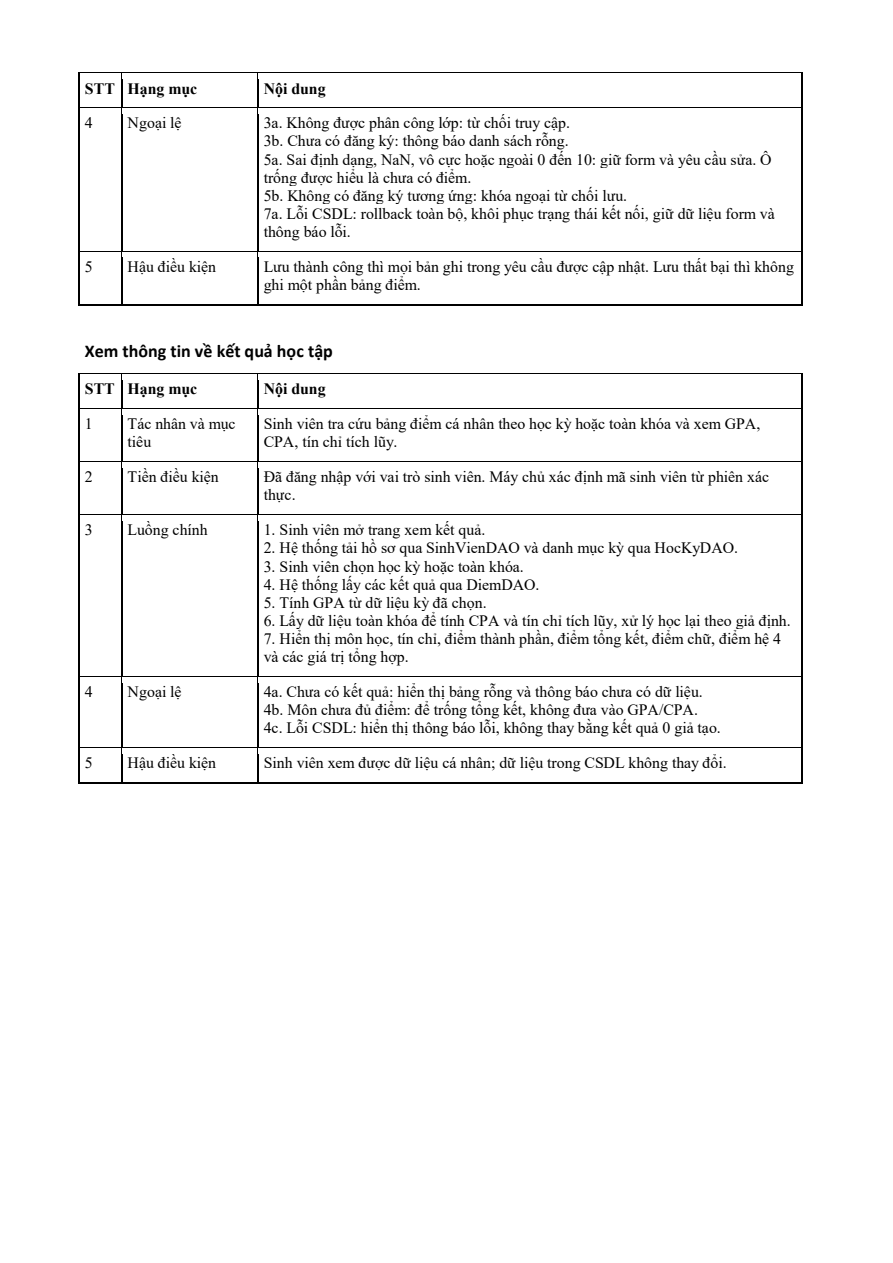 STT Hạng mục Nội dung
4 Ngoại lệ 3a. Không được phân công lớp: từ chối truy cập.
3b. Chưa có đăng ký: thông báo danh sách rỗng.
5a. Sai định dạng, NaN, vô cực hoặc ngoài 0 đến 10: giữ form và yêu cầu sửa. Ô
trống được hiểu là chưa có điểm.
5b. Không có đăng ký tương ứng: khóa ngoại từ chối lưu.
7a. Lỗi CSDL: rollback toàn bộ, khôi phục trạng thái kết nối, giữ dữ liệu form và
thông báo lỗi.
5 Hậu điều kiện Lưu thành công thì mọi bản ghi trong yêu cầu được cập nhật. Lưu thất bại thì không
ghi một phần bảng điểm.
Xem thông tin về kết quả học tập
STT Hạng mục Nội dung
1 Tác nhân và mục Sinh viên tra cứu bảng điểm cá nhân theo học kỳ hoặc toàn khóa và xem GPA,
tiêu CPA, tín chỉ tích lũy.
2 Tiền điều kiện Đã đăng nhập với vai trò sinh viên. Máy chủ xác định mã sinh viên từ phiên xác
thực.
3 Luồng chính 1. Sinh viên mở trang xem kết quả.
2. Hệ thống tải hồ sơ qua SinhVienDAO và danh mục kỳ qua HocKyDAO.
3. Sinh viên chọn học kỳ hoặc toàn khóa.
4. Hệ thống lấy các kết quả qua DiemDAO.
5. Tính GPA từ dữ liệu kỳ đã chọn.
6. Lấy dữ liệu toàn khóa để tính CPA và tín chỉ tích lũy, xử lý học lại theo giả định.
7. Hiển thị môn học, tín chỉ, điểm thành phần, điểm tổng kết, điểm chữ, điểm hệ 4
và các giá trị tổng hợp.
4 Ngoại lệ 4a. Chưa có kết quả: hiển thị bảng rỗng và thông báo chưa có dữ liệu.
4b. Môn chưa đủ điểm: để trống tổng kết, không đưa vào GPA/CPA.
4c. Lỗi CSDL: hiển thị thông báo lỗi, không thay bằng kết quả 0 giả tạo.
5 Hậu điều kiện Sinh viên xem được dữ liệu cá nhân; dữ liệu trong CSDL không thay đổi.